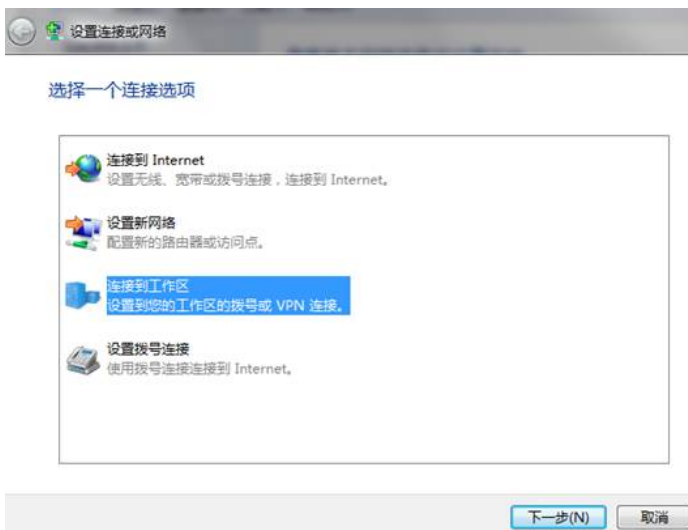 设置连接或网络
选择一个连接选项
连接到 Internet
设置无线、宽带或拨号连接，连接到 Internet。
设置新网络
配置新的路由器或访问点。
连接到工作区
设置到您的工作区的拨号或 VPN 连接。
设置拨号连接
使用拨号连接连接到 Internet。
下一步(N)
取消